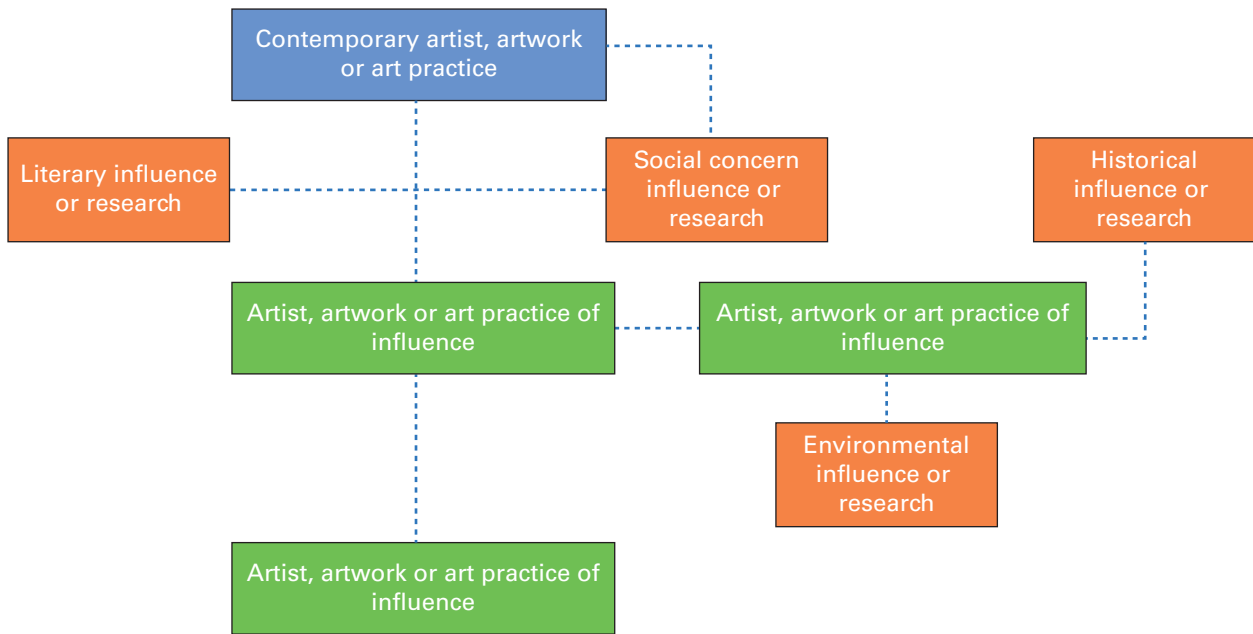 Contemporary artist, artwork
or art practice
Literary influence
or research
Social concern
influence or
research
Historical
influence or
research
Artist, artwork or art practice of
influence
Artist, artwork or art practice of
influence
Environmental
influence or
research
Artist, artwork or art practice of
influence